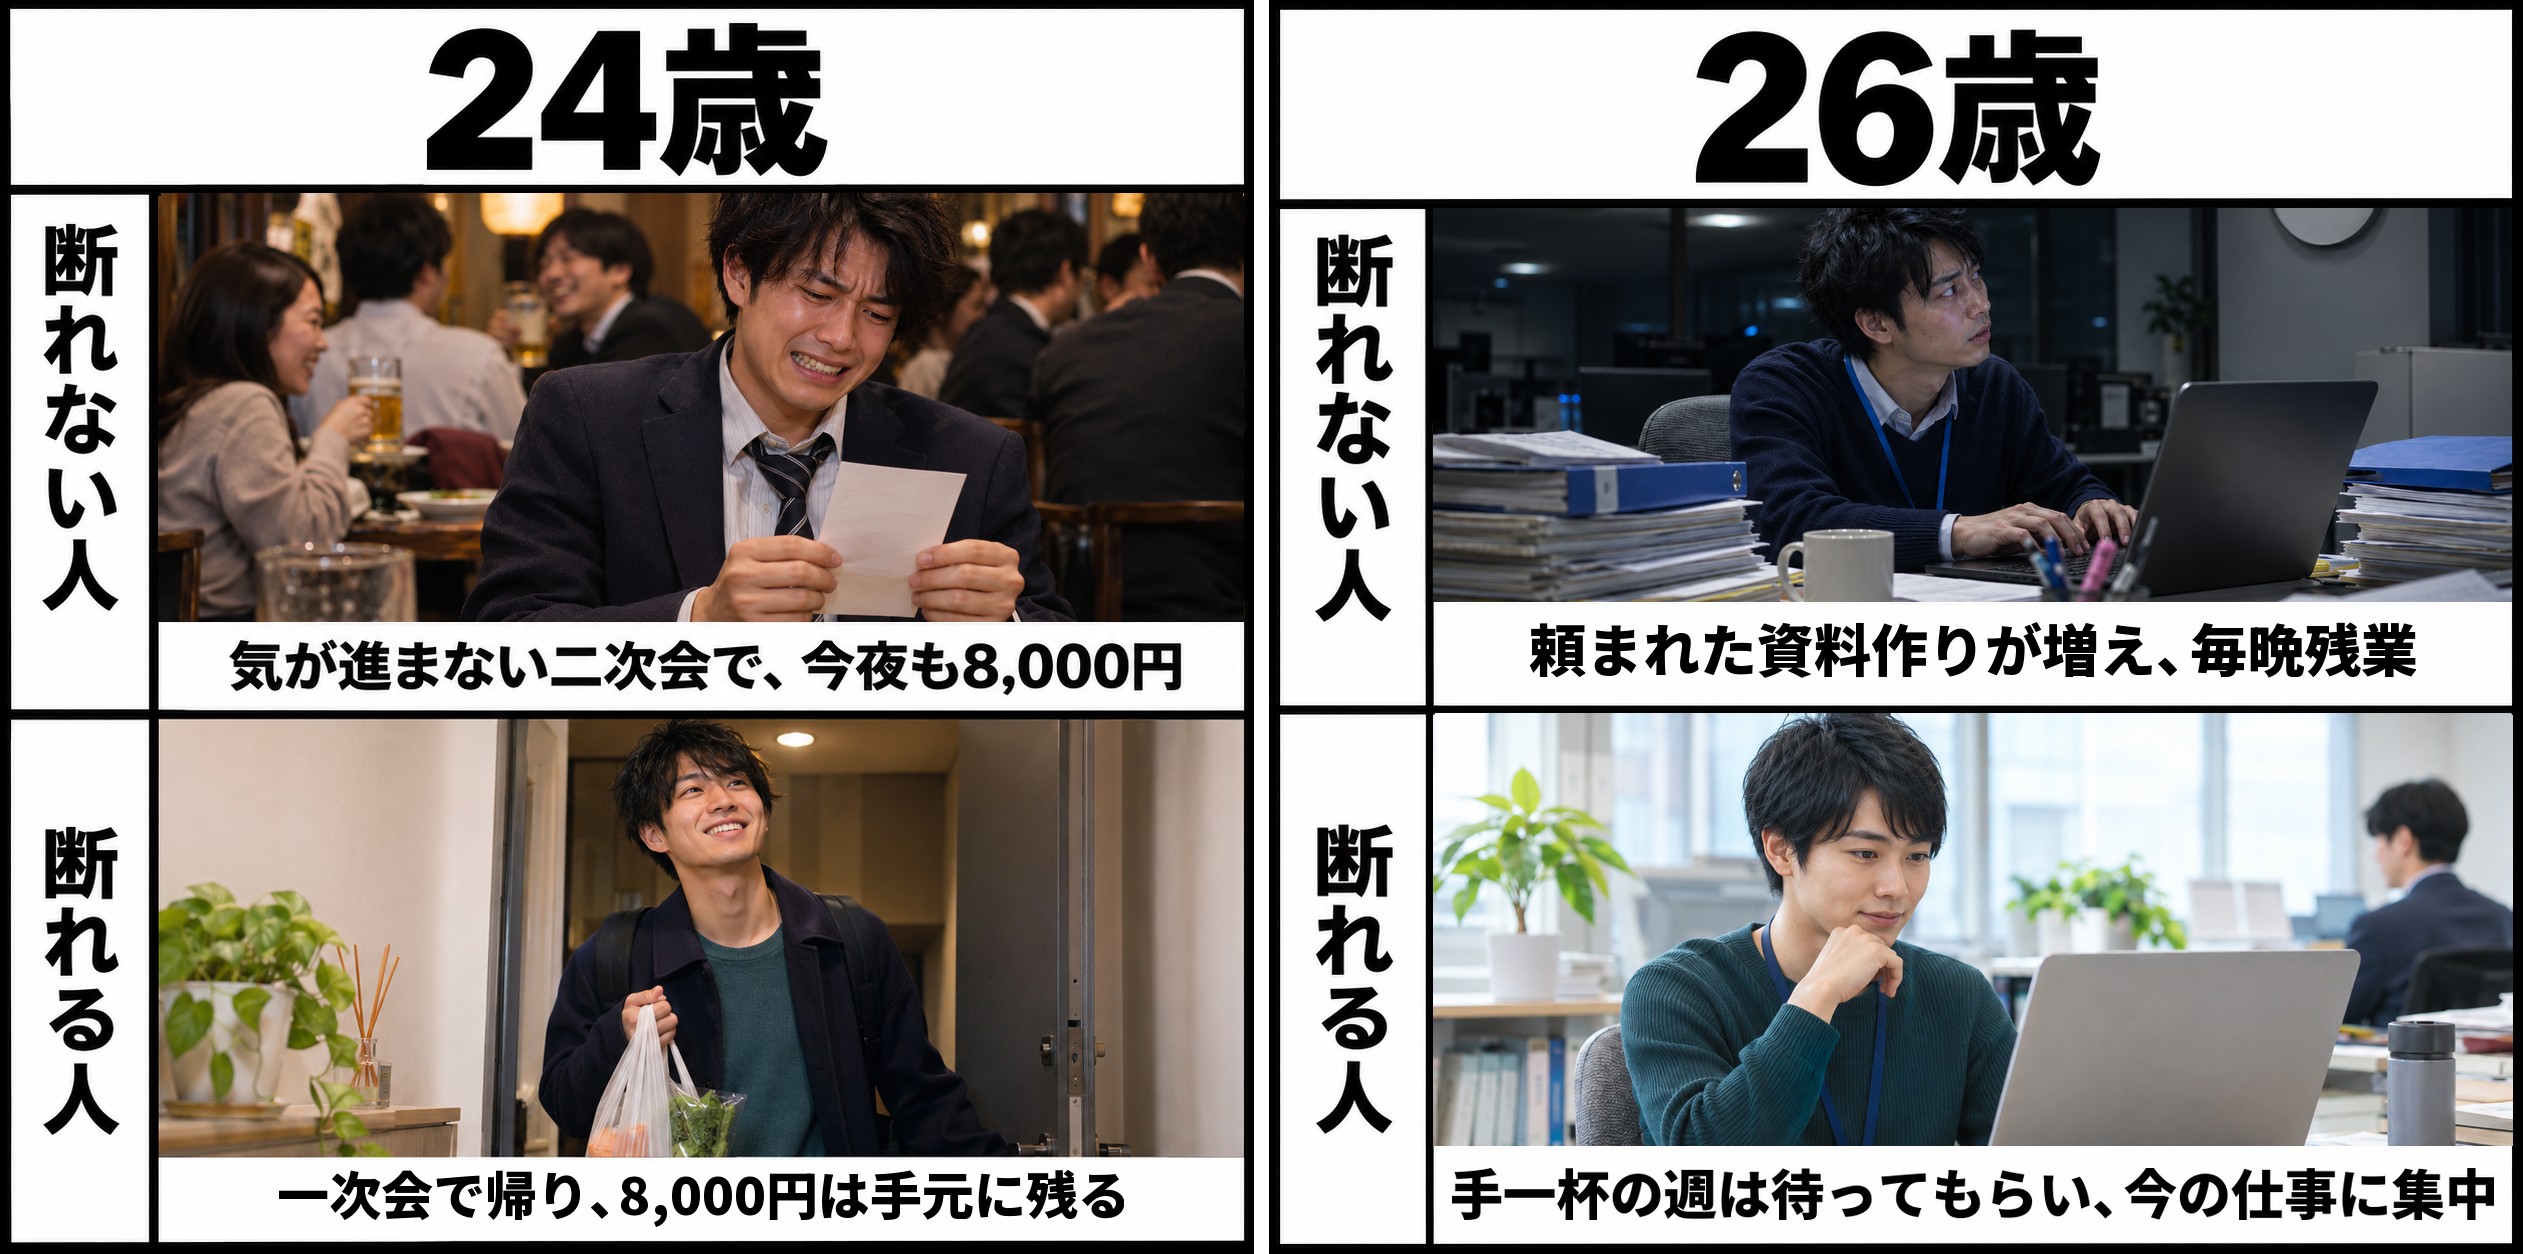 24歳
断れない人
気が進まない二次会で、今夜も8,000円
断れる人
一次会で帰り、8,000円は手元に残る
26歳
断れない人
頼まれた資料作りが増え、毎晩残業
断れる人
手一杯の週は待ってもらい、今の仕事に集中